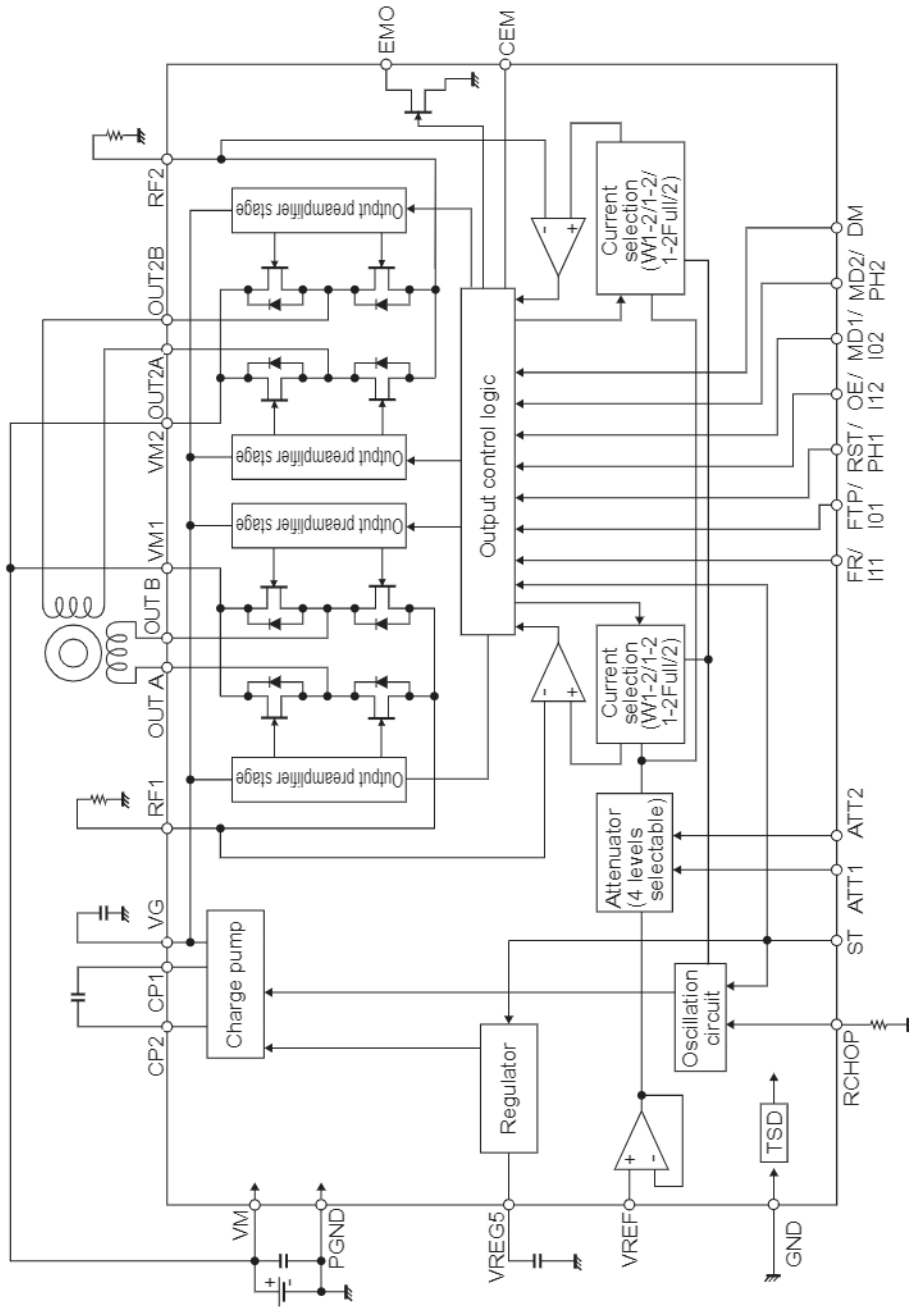 EMO
CEM
RF2
OUT2B
OUT2A
VM2
VM1
OUT B
OUT A
RF1
VG
CP1
CP2
VM
PGND
VREG5
VREF
GND
RCHOP
ST
ATT1
ATT2
FR/
I11
FTP/
I01
RST/
PH1
OE/
I12
MD1/
I02
MD2/
PH2
DM
Output preamplifier
stage
Output preamplifier
stage
Output preamplifier
stage
Output preamplifier
stage
Charge pump
Regulator
Output control logic
Current
selection
(W1-2/1-2/
1-2Full/2)
Current
selection
(W1-2/1-2
1-2Full/2)
Attenuator
(4 levels
selectable)
Oscillation
circuit
TSD
+
-
+
-
+
-
+
-